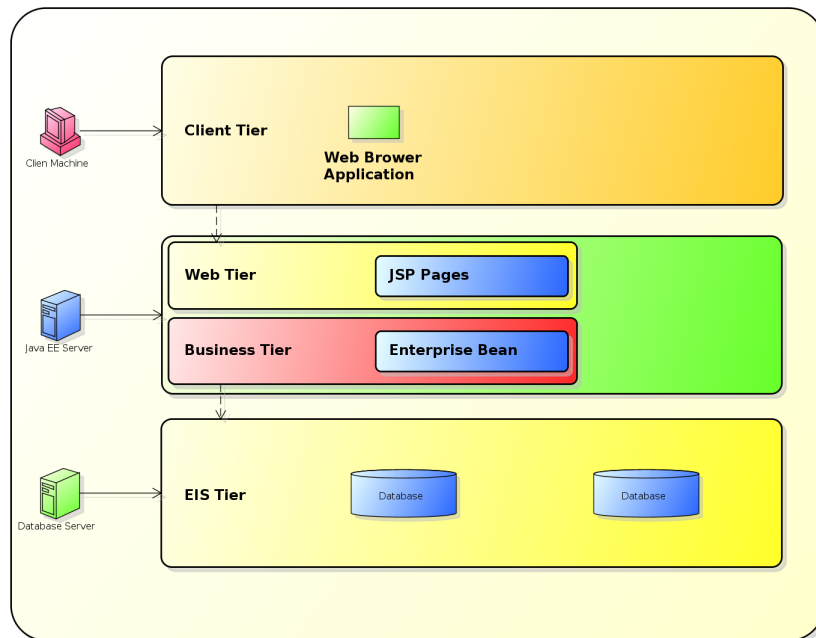 Client Tier
Web Brower
Application
Clien Machine
Web Tier
JSP Pages
Java EE Server
Business Tier
Enterprise Bean
EIS Tier
Database
Database
Database Server